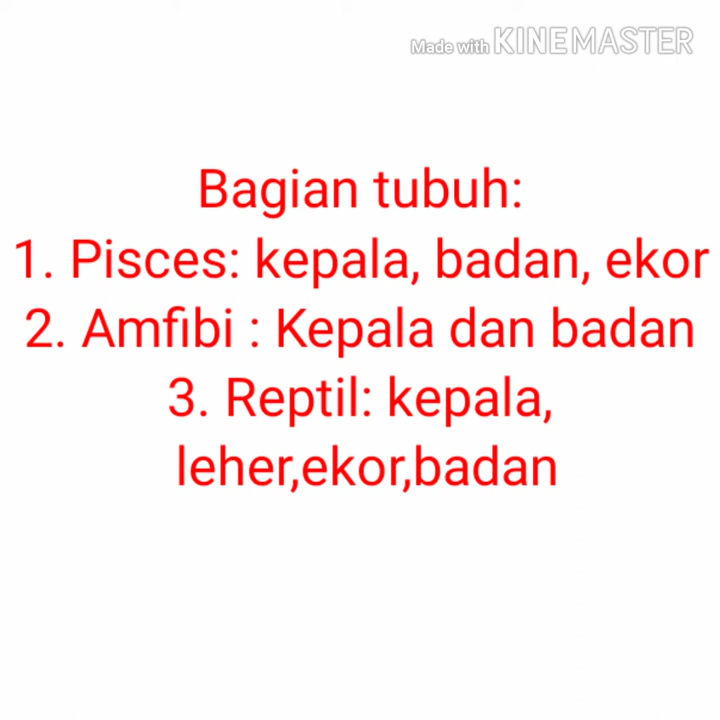 Made with KINEMASTER
Bagian tubuh:
1. Pisces: kepala, badan, ekor
2. Amfibi : Kepala dan badan
3. Reptil: kepala,
leher,ekor,badan